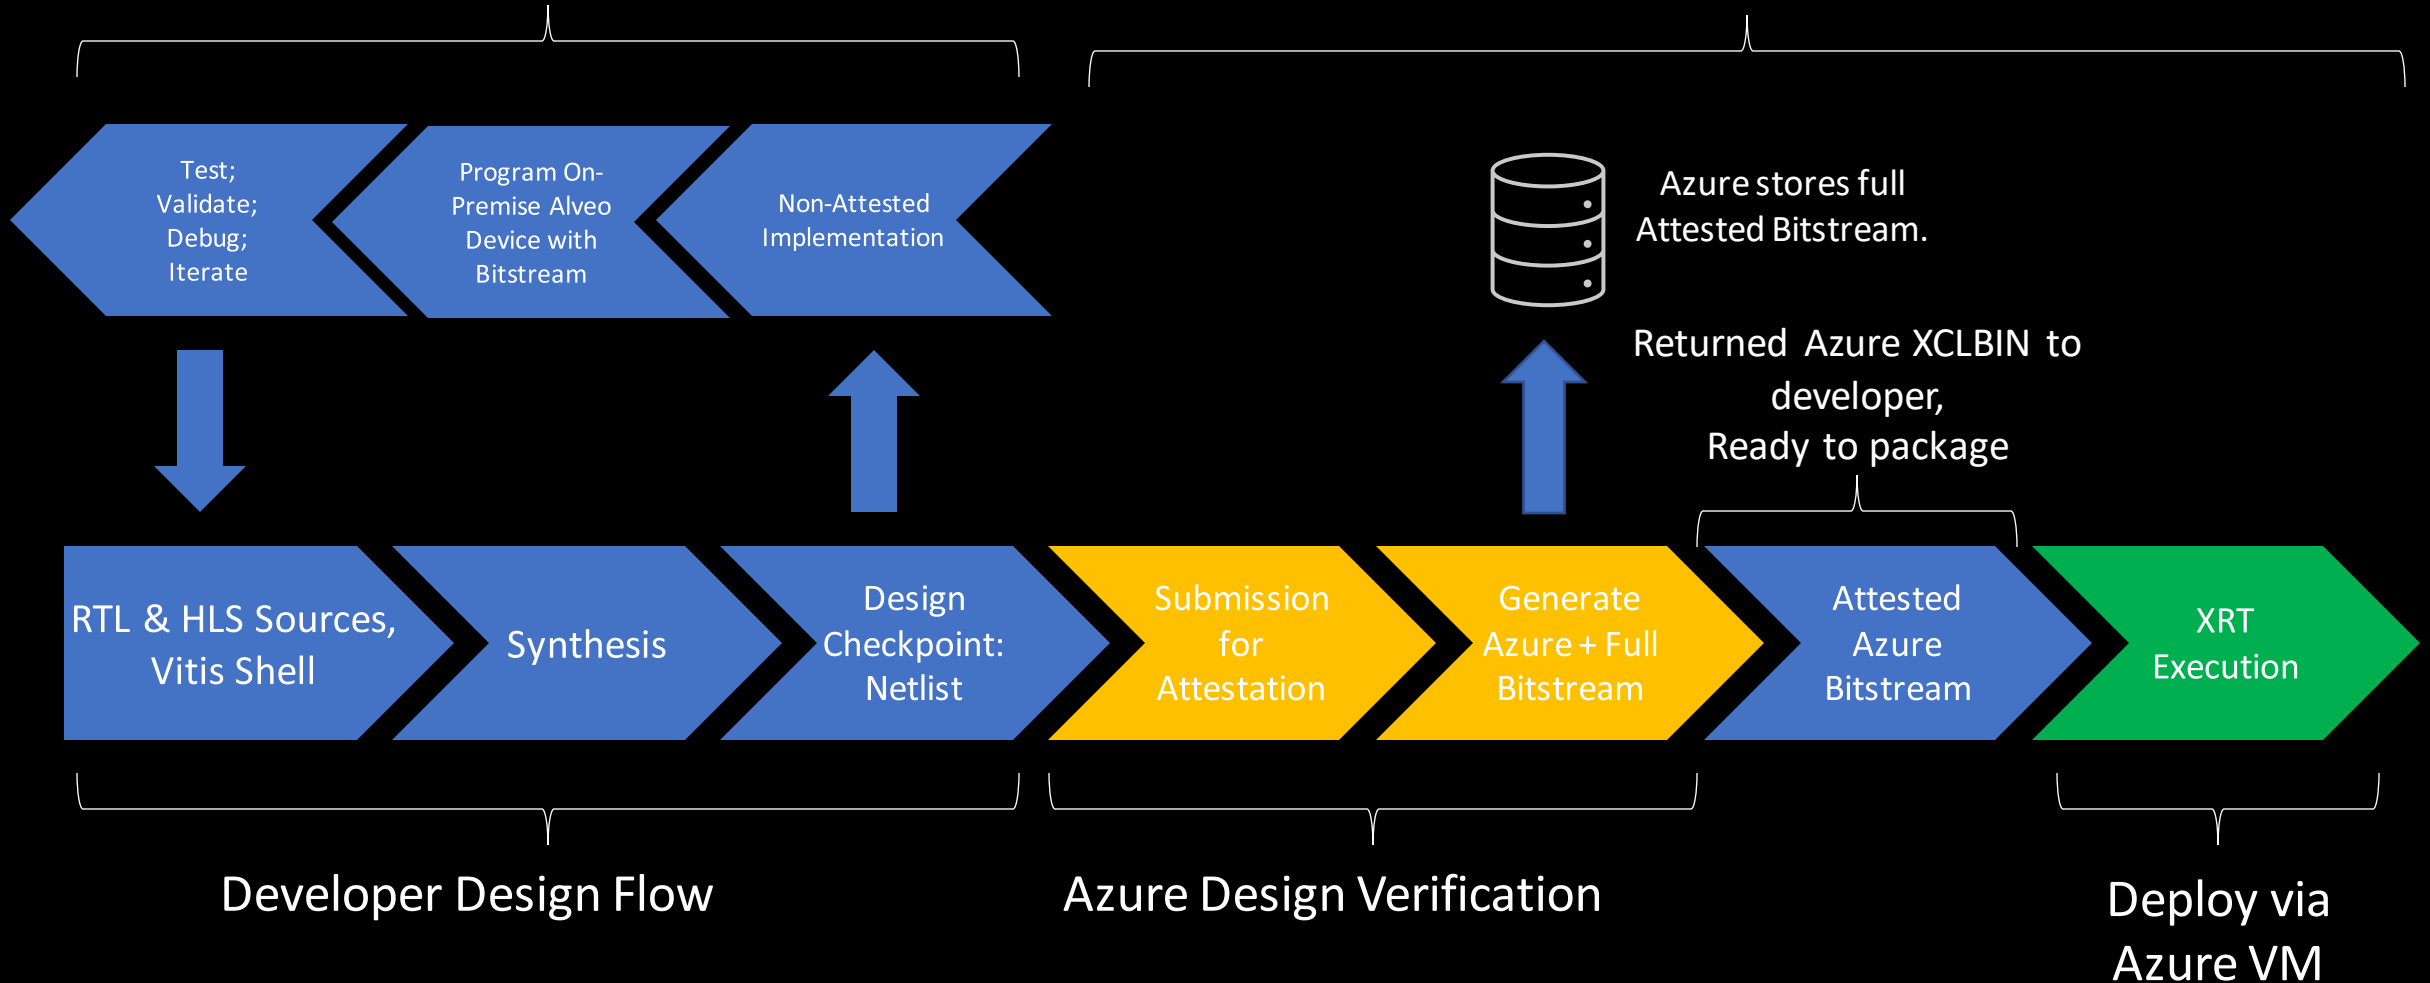 Test;
Validate;
Debug;
Iterate
Program On-
Premise Alveo
Device with
Bitstream
Non-Attested
Implementation
Azure stores full
Attested Bitstream.
Returned Azure XCLBIN to
developer,
Ready to package
RTL & HLS Sources,
Vitis Shell
Synthesis
Design
Checkpoint:
Netlist
Submission
for
Attestation
Generate
Azure + Full
Bitstream
Attested
Azure
Bitstream
XRT
Execution
Developer Design Flow
Azure Design Verification
Deploy via
Azure VM